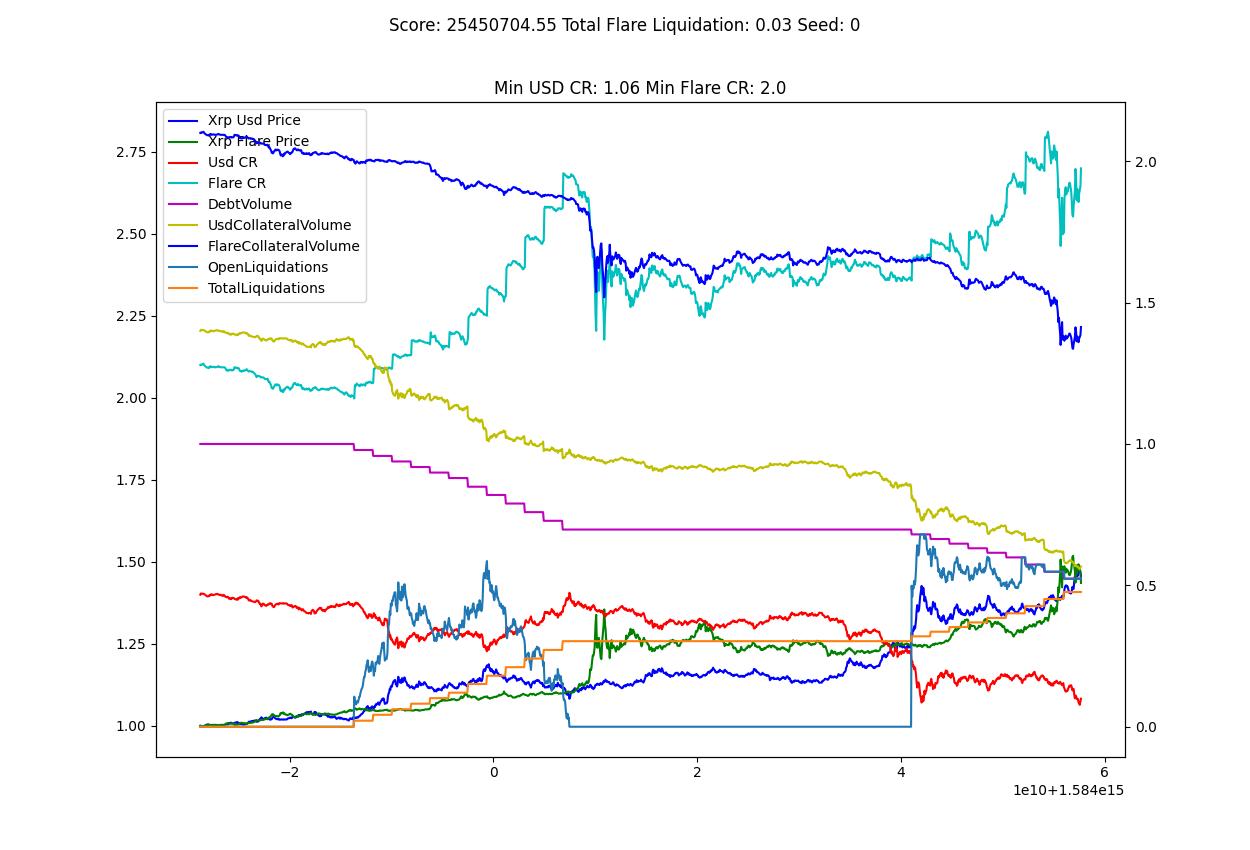 Score: 25450704.55 Total Flare Liquidation: 0.03 Seed: 0
Min USD CR: 1.06 Min Flare CR: 2.0
Xrp Usd Price
Xrp Flare Price
Usd CR
Flare CR
DebtVolume
UsdCollateralVolume
FlareCollateralVolume
OpenLiquidations
TotalLiquidations
2.75
2.50
2.25
2.00
1.75
1.50
1.25
1.00
2.0
1.5
1.0
0.5
0.0
−2
0
2
4
6
1e10+1.584e15